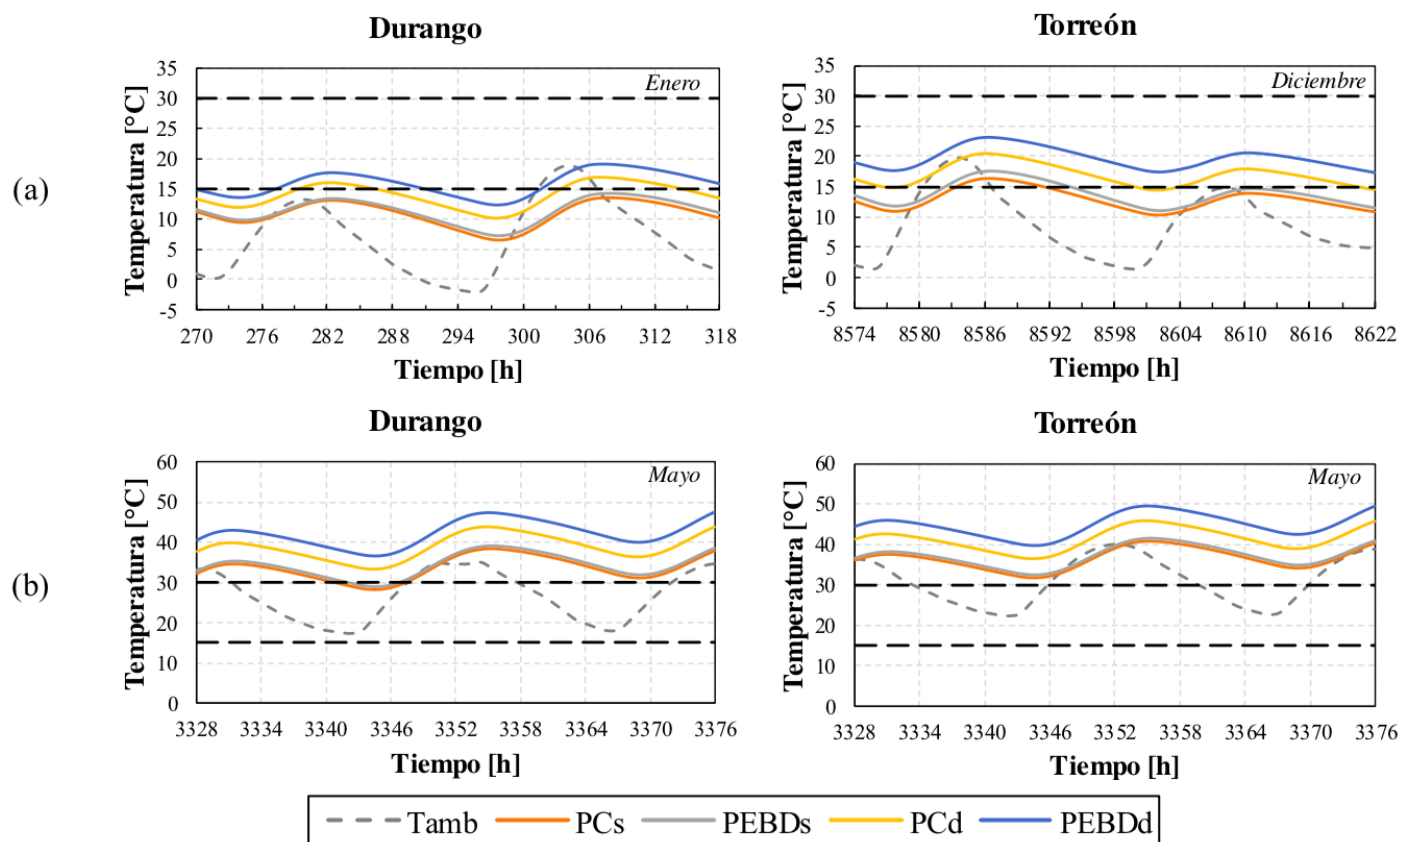 Durango
Torreón
(a)
Temperatura [°C]
35
30
25
20
15
10
5
0
-5
Enero
270 276 282 288 294 300 306 312 318
Tiempo [h]
Temperatura [°C]
35
30
25
20
15
10
5
0
-5
Diciembre
8574 8580 8586 8592 8598 8604 8610 8616 8622
Tiempo [h]
Durango
Torreón
(b)
Temperatura [°C]
60
50
40
30
20
10
0
Mayo
3328 3334 3340 3346 3352 3358 3364 3370 3376
Tiempo [h]
Temperatura [°C]
60
50
40
30
20
10
0
Mayo
3328 3334 3340 3346 3352 3358 3364 3370 3376
Tiempo [h]
Tamb PCs PEBDs PCd PEBDd